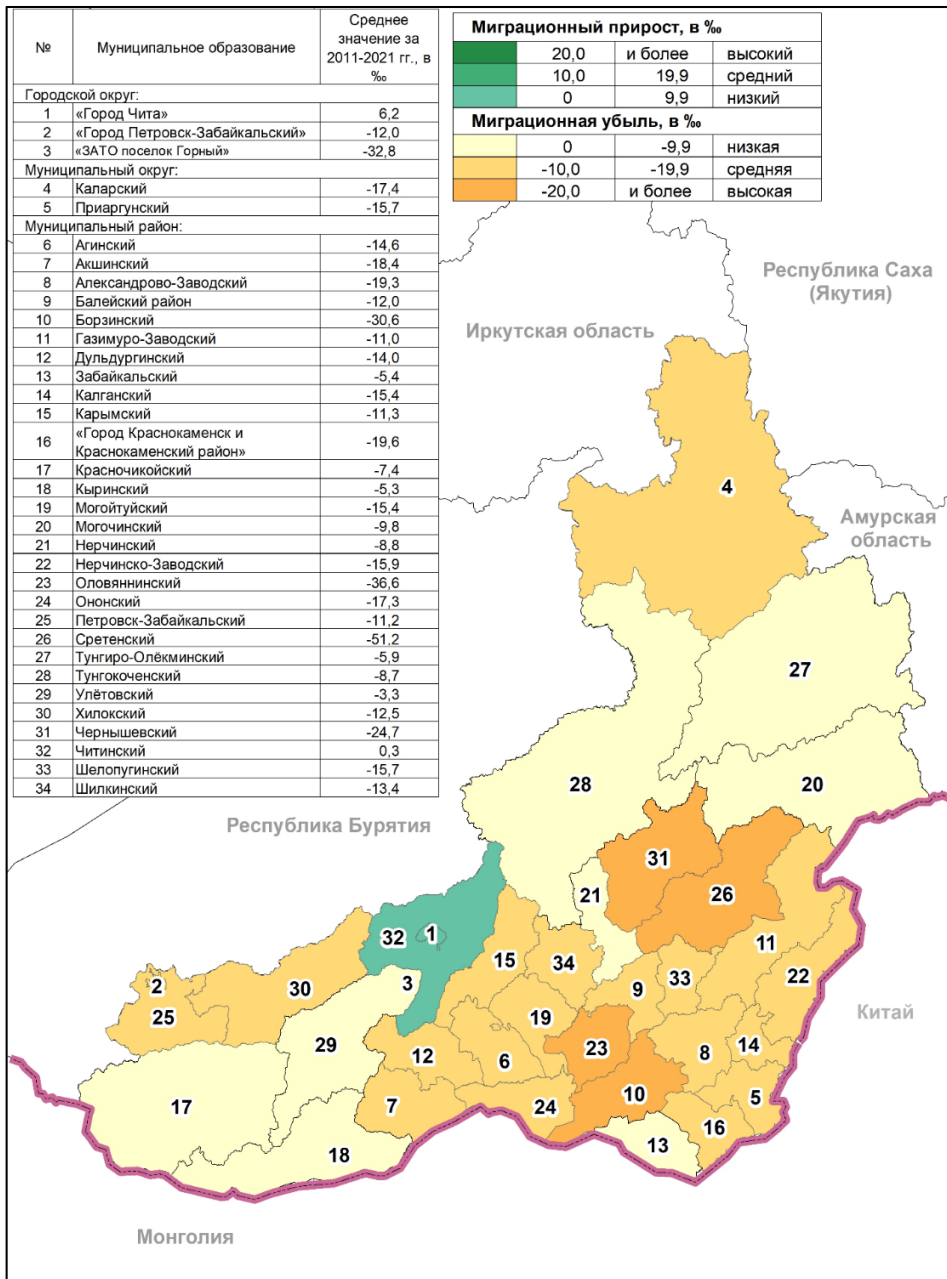 № Муниципальное образование Среднее значение за 2011-2021 гг., в ‰
Городской округ:
1 «Город Чита» 6,2
2 «Город Петровск-Забайкальский» -12,0
3 «ЗАТО поселок Горный» -32,8
Муниципальный округ:
4 Каларский -17,4
5 Приаргунский -15,7
Муниципальный район:
6 Агинский -14,6
7 Акшинский -18,4
8 Александрово-Заводский -19,3
9 Балейский район -12,0
10 Борзинский -30,6
11 Газимуро-Заводский -11,0
12 Дульдургинский -14,0
13 Забайкальский -5,4
14 Калганский -15,4
15 Карымский -11,3
16 «Город Краснокаменск и Краснокаменский район» -19,6
17 Красночикойский -7,4
18 Кыринский -5,3
19 Могойтуйский -15,4
20 Могочинский -9,8
21 Нерчинский -8,8
22 Нерчинско-Заводский -15,9
23 Оловяннинский -36,6
24 Ононский -17,3
25 Петровск-Забайкальский -11,2
26 Сретенский -51,2
27 Тунгиро-Олёкминский -5,9
28 Тунгокоченский -8,7
29 Улётовский -3,3
30 Хилокский -12,5
31 Чернышевский -24,7
32 Читинский 0,3
33 Шелопугинский -15,7
34 Шилкинский -13,4
Миграционный прирост, в ‰
20,0 и более высокий
10,0 19,9 средний
0 9,9 низкий
Миграционная убыль, в ‰
0 -9,9 низкая
-10,0 -19,9 средняя
-20,0 и более высокая
Республика Саха
(Якутия)
Иркутская область
4
Амурская
область
27
28
20
Республика Бурятия
31
21
26
32
1
11
15
34
33
2
30
3
9
22
25
19
Китай
29
23
14
12
6
8
10
5
17
7
24
16
13
18
Монголия